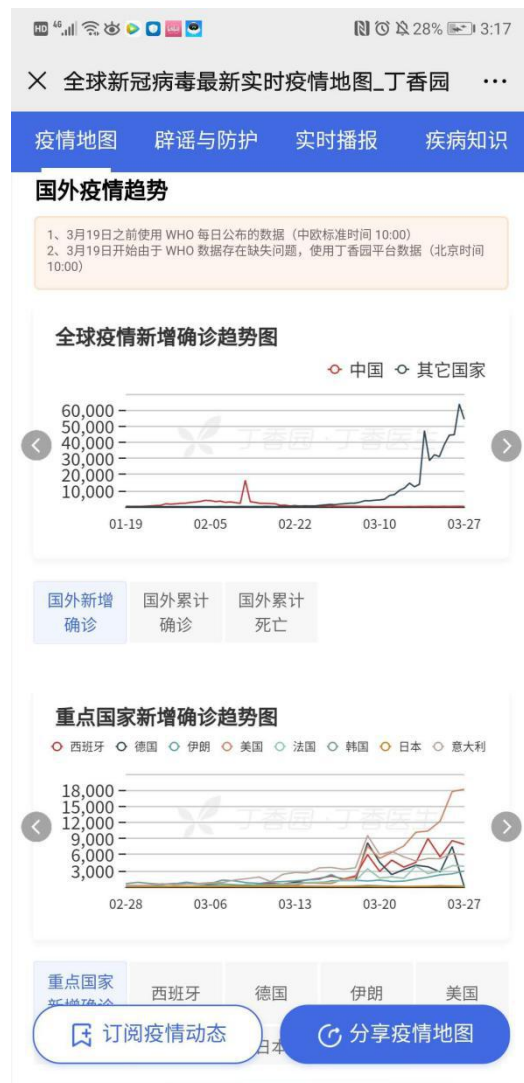 HD 46 28% 3:17
全球新冠病毒最新实时疫情地图_丁香园 ···
疫情地图 辟谣与防护 实时播报 疾病知识
国外疫情趋势
1、3月19日之前使用 WHO 每日公布的数据（中欧标准时间 10:00）
2、3月19日开始由于 WHO 数据存在缺失问题，使用丁香园平台数据（北京时间
10:00）
全球疫情新增确诊趋势图
中国 其它国家
60,000
50,000
40,000
30,000
20,000
10,000
丁香园·丁香医生
01-19 02-05 02-22 03-10 03-27
国外新增 国外累计 国外累计
确诊 确诊 死亡
重点国家新增确诊趋势图
西班牙 德国 伊朗 美国 法国 韩国 日本 意大利
18,000
15,000
12,000
9,000
6,000
3,000
丁香园·丁香医生
02-28 03-06 03-13 03-20 03-27
重点国家 西班牙 德国 伊朗 美国
新增确诊
订阅疫情动态 日本 分享疫情地图